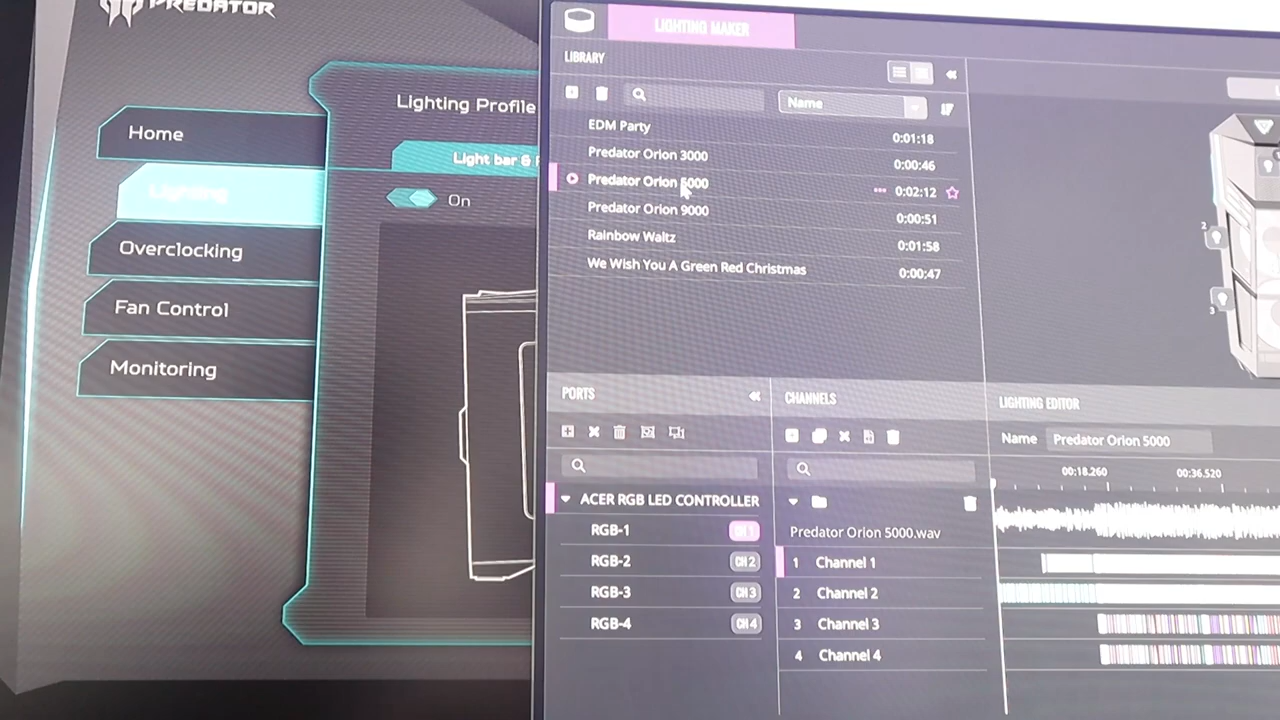 PREDATOR
Home
Lighting
Overclocking
Fan Control
Monitoring
Lighting Profile
Light bar &
On
LIGHTING MAKER
LIBRARY
Name
EDM Party 0:01:18
Predator Orion 3000 0:00:46
Predator Orion 5000 0:02:12
Predator Orion 9000 0:00:51
Rainbow Waltz 0:01:58
We Wish You A Green Red Christmas 0:00:47
2
3
PORTS
ACER RGB LED CONTROLLER
RGB-1 CH 1
RGB-2 CH 2
RGB-3 CH 3
RGB-4 CH 4
CHANNELS
Predator Orion 5000.wav
1 Channel 1
2 Channel 2
3 Channel 3
4 Channel 4
LIGHTING EDITOR
Name Predator Orion 5000
00:18.260 00:36.520